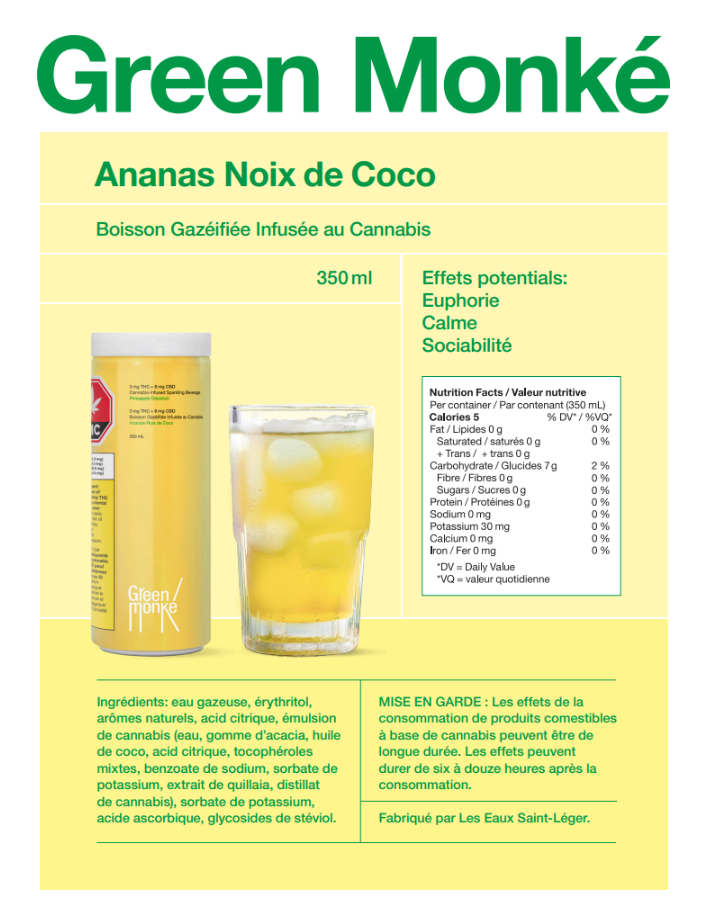 Green Monké
Ananas Noix de Coco
Boisson Gazéifiée Infusée au Cannabis
350 ml
Effets potentials:
Euphorie
Calme
Sociabilité
Cannabis-Infused Sparkling Beverage
Pineapple Coconut
Boisson Gazéifiée Infusée au Cannabis
Ananas Noix de Coco
350 mL
Green
monké
Nutrition Facts / Valeur nutritive
Per container / Par contenant (350 mL)
Calories 5 % DV* / %VQ*
Fat / Lipides 0 g 0 %
Saturated / saturés 0 g 0 %
+ Trans / + trans 0 g
Carbohydrate / Glucides 7 g 2 %
Fibre / Fibres 0 g 0 %
Sugars / Sucres 0 g 0 %
Protein / Protéines 0 g 0 %
Sodium 0 mg 0 %
Potassium 30 mg 0 %
Calcium 0 mg 0 %
Iron / Fer 0 mg 0 %
*DV = Daily Value
*VQ = valeur quotidienne
Ingrédients: eau gazeuse, érythritol,
arômes naturels, acid citrique, émulsion
de cannabis (eau, gomme d'acacia, huile
de coco, acid citrique, tocophéroles
mixtes, benzoate de sodium, sorbate de
potassium, extrait de quillaia, distillat
de cannabis), sorbate de potassium,
acide ascorbique, glycosides de stéviol.
MISE EN GARDE : Les effets de la
consommation de produits comestibles
à base de cannabis peuvent être de
longue durée. Les effets peuvent
durer de six à douze heures après la
consommation.
Fabriqué par Les Eaux Saint-Léger.